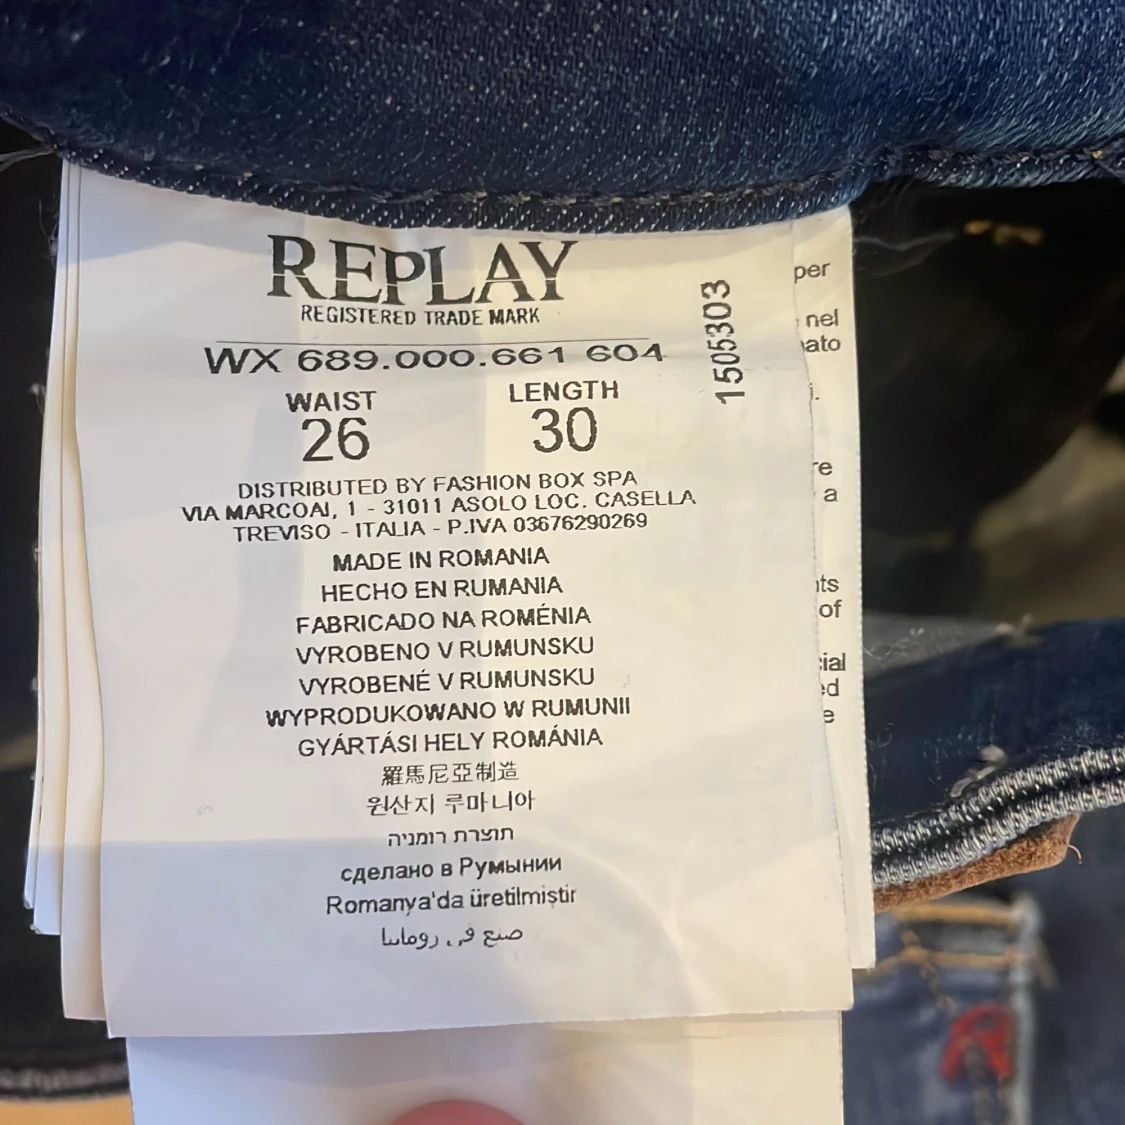 REPLAY
REGISTERED TRADE MARK
WX 689.000.661 604
1505303
WAIST LENGTH
26 30
DISTRIBUTED BY FASHION BOX SPA
VIA MARCOAI, 1 - 31011 ASOLO LOC. CASELLA
TREVISO - ITALIA - P.IVA 03676290269
MADE IN ROMANIA
HECHO EN RUMANIA
FABRICADO NA ROMÉNIA
VYROBENO V RUMUNSKU
VYROBENÉ V RUMUNSKU
WYPRODUKOWANO W RUMUNII
GYÁRTÁSI HELY ROMÁNIA
羅馬尼亞制造
원산지 루마니아
תוצרת רומניה
сделано в Румынии
Romanya'da üretilmiştir
صنع في رومانيا
per
nel
of
a